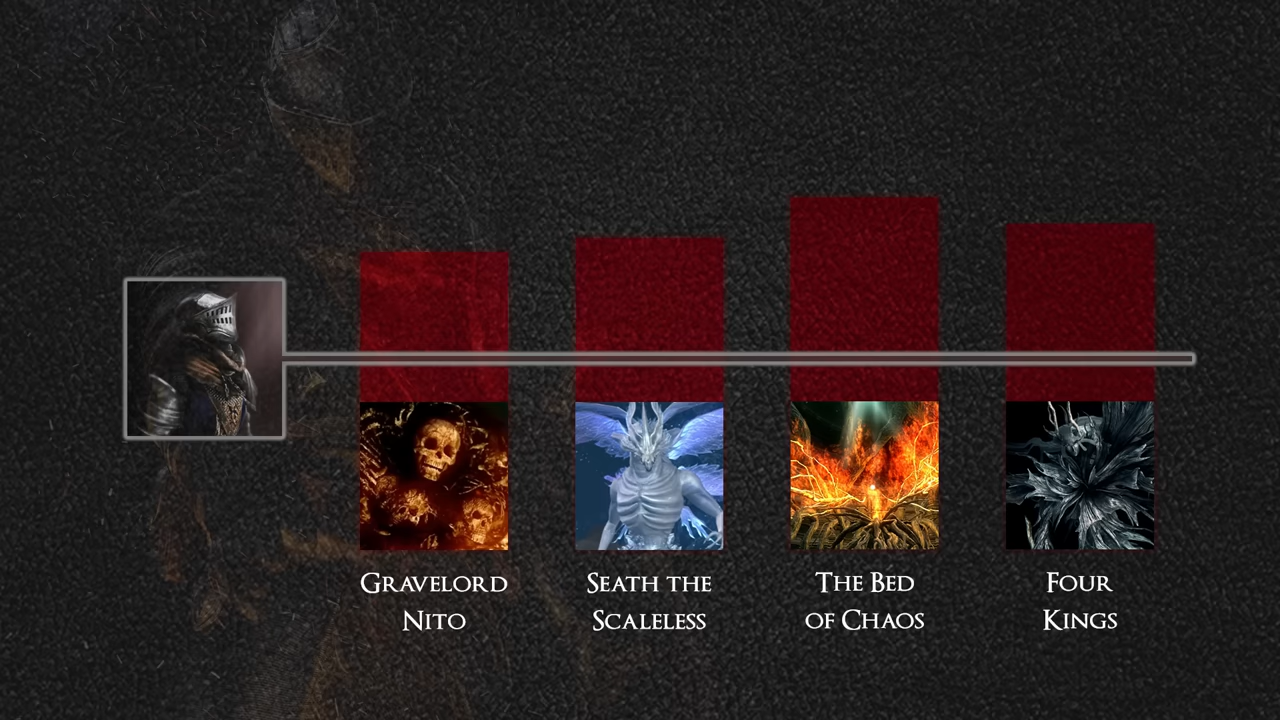 Gravelord
Nito
Seath the
Scaleless
The Bed
of Chaos
Four
Kings